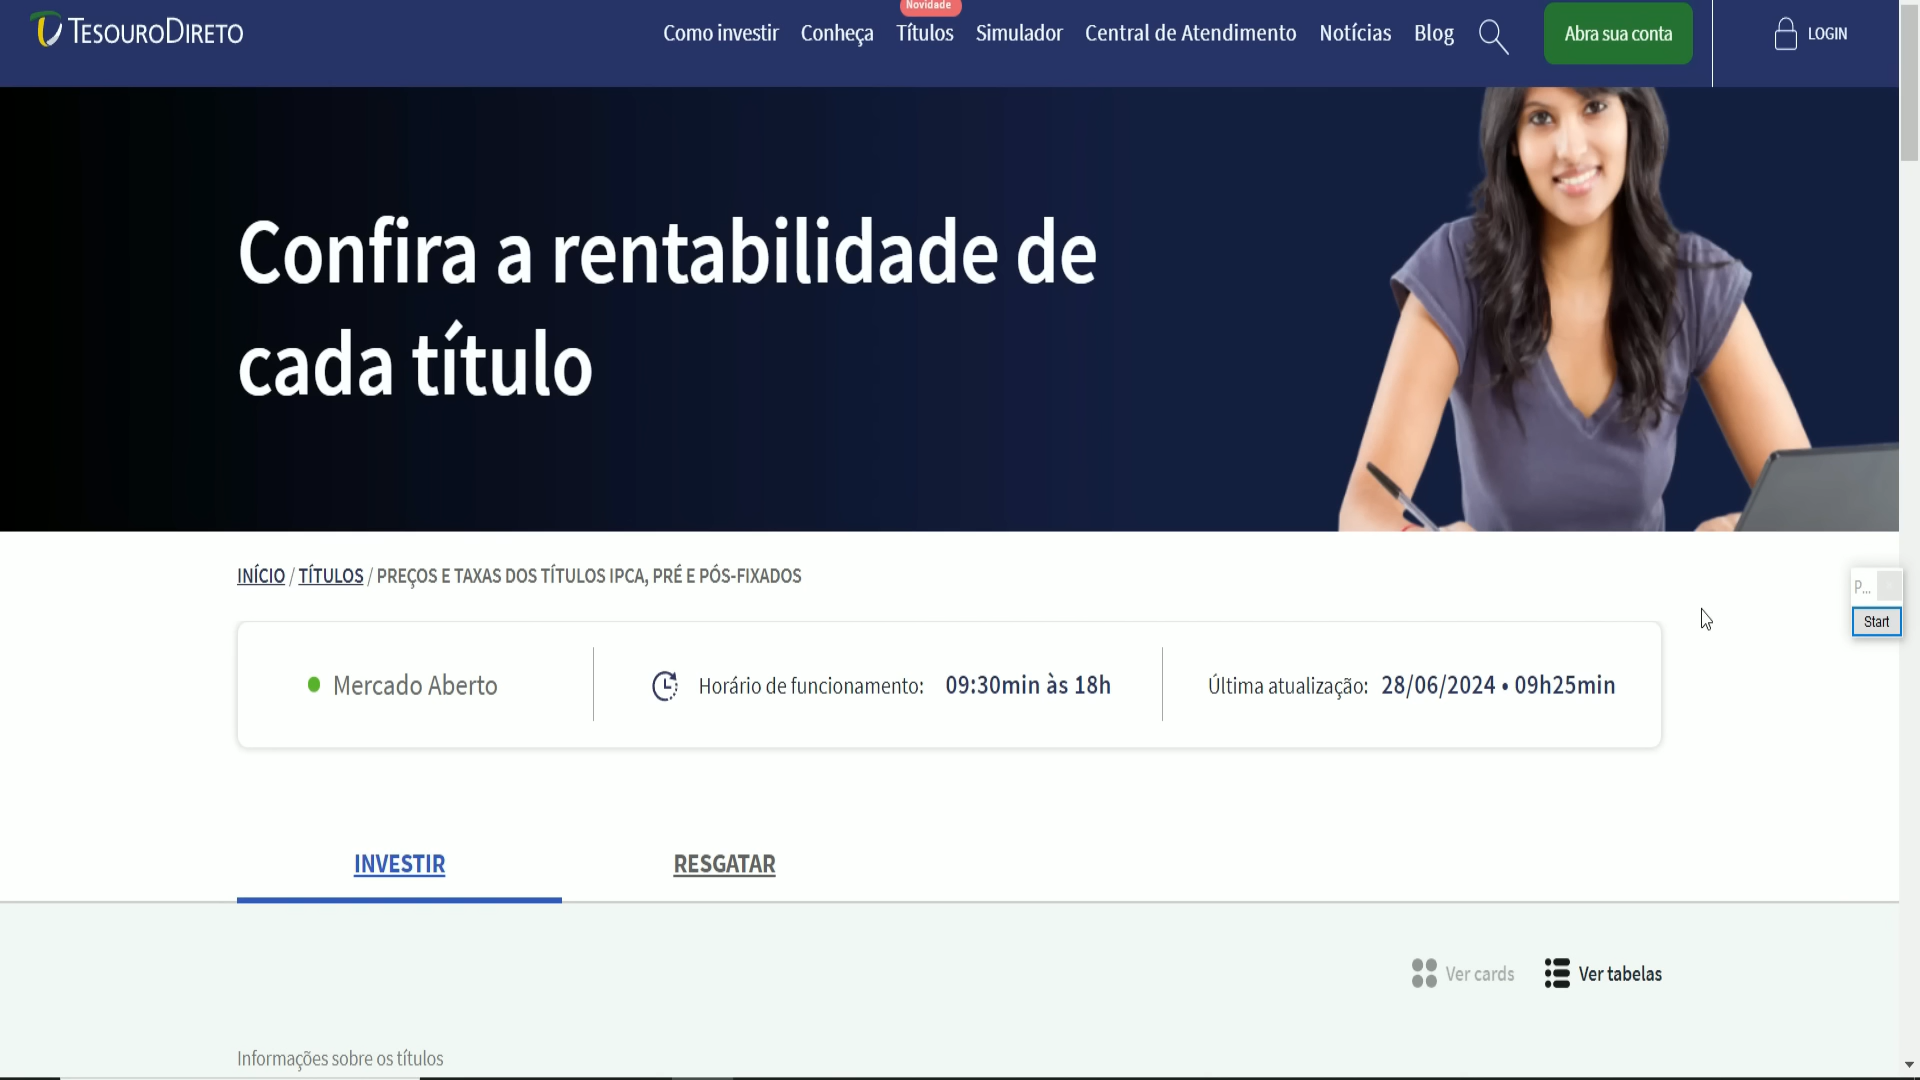 TESOURODIRETO
Como investir Conheça Títulos Simulador Central de Atendimento Notícias Blog Abra sua conta LOGIN
Novidade
Confira a rentabilidade de
cada título
INÍCIO / TÍTULOS / PREÇOS E TAXAS DOS TÍTULOS IPCA, PRÉ E PÓS-FIXADOS
P...
Start
Mercado Aberto Horário de funcionamento: 09:30min às 18h Última atualização: 28/06/2024 • 09h25min
INVESTIR RESGATAR
Ver cards Ver tabelas
Informações sobre os títulos